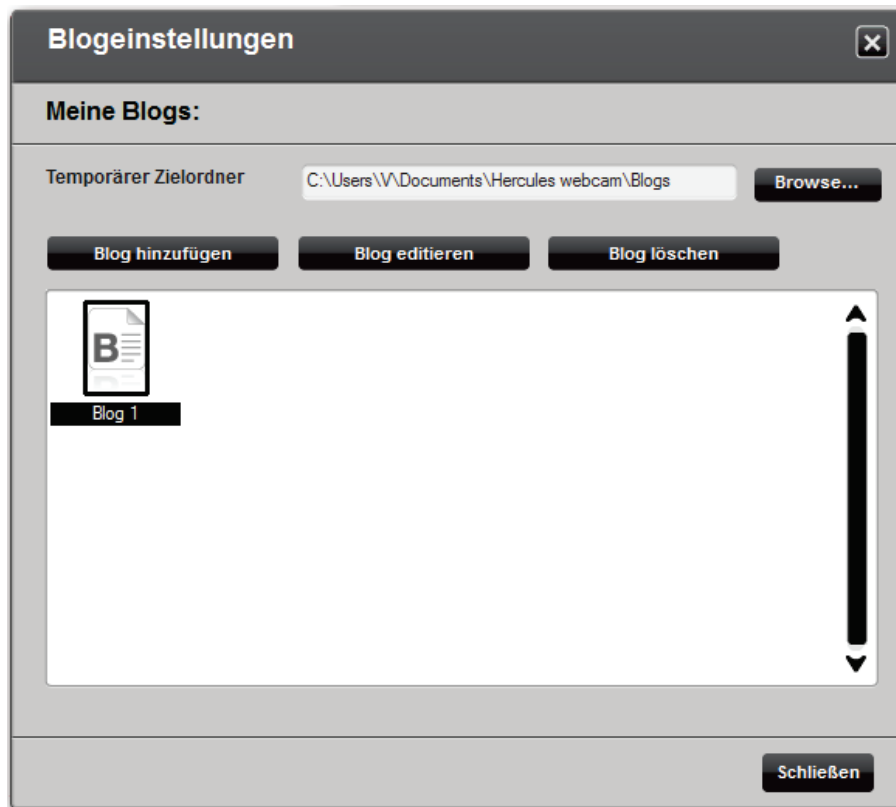 Blogeinstellungen
Meine Blogs:
Temporärer Zielordner C:\Users\V\Documents\Hercules webcam\Blogs Browse...
Blog hinzufügen Blog editieren Blog löschen
B
Blog 1
Schließen